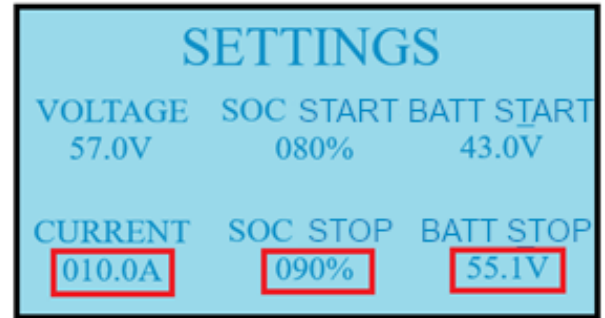 SETTINGS
VOLTAGE SOC START BATT START
57.0V 080% 43.0V
CURRENT SOC STOP BATT STOP
010.0A 090% 55.1V